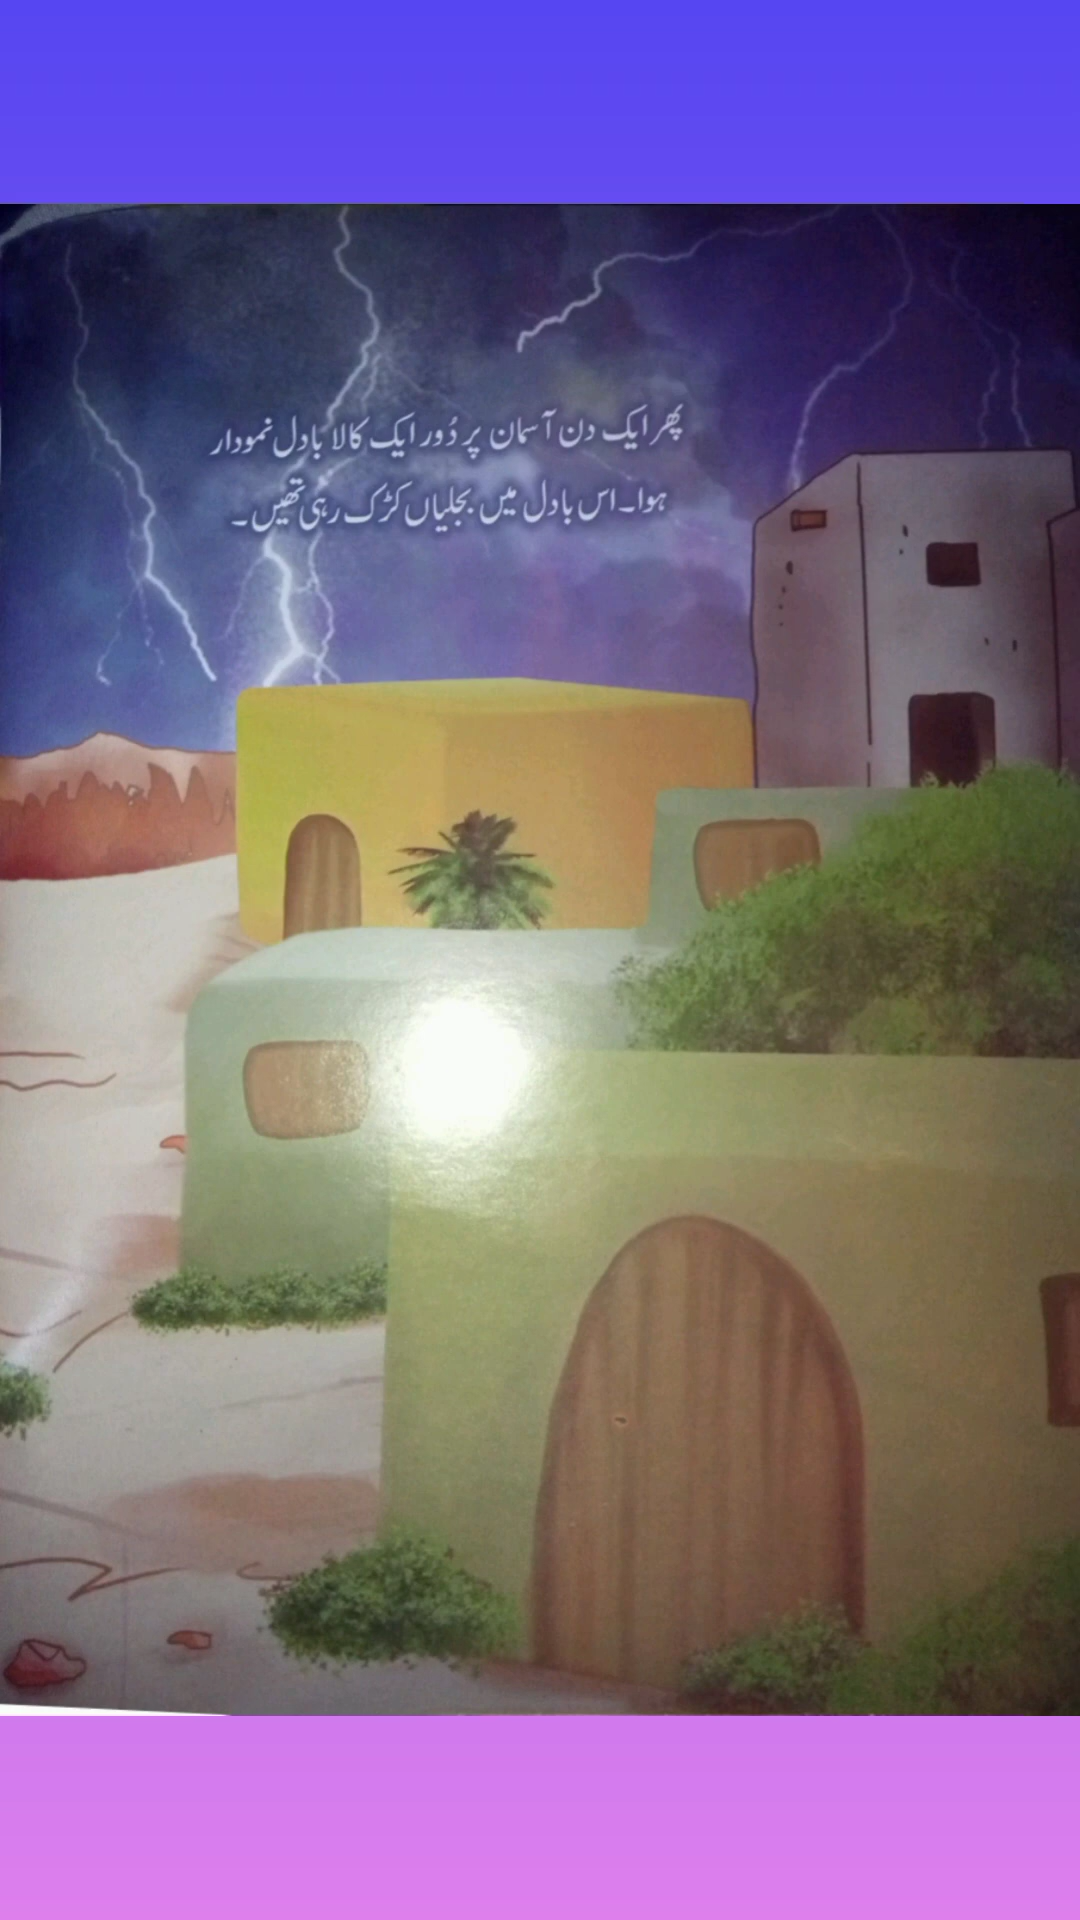 پھر ایک دن آسمان پر دُور ایک کالا بادل نمودار
ہوا۔ اس بادل میں بجلیاں کڑک رہی تھیں۔